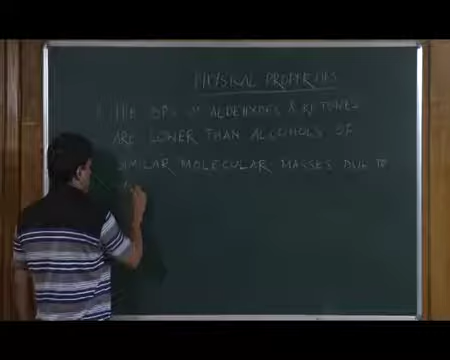 PHYSICAL PROPERTIES
THE BPS OF ALDEHYDES & KETONES
ARE LOWER THAN ALCOHOLS OF
SIMILAR MOLECULAR MASSES DUE TO